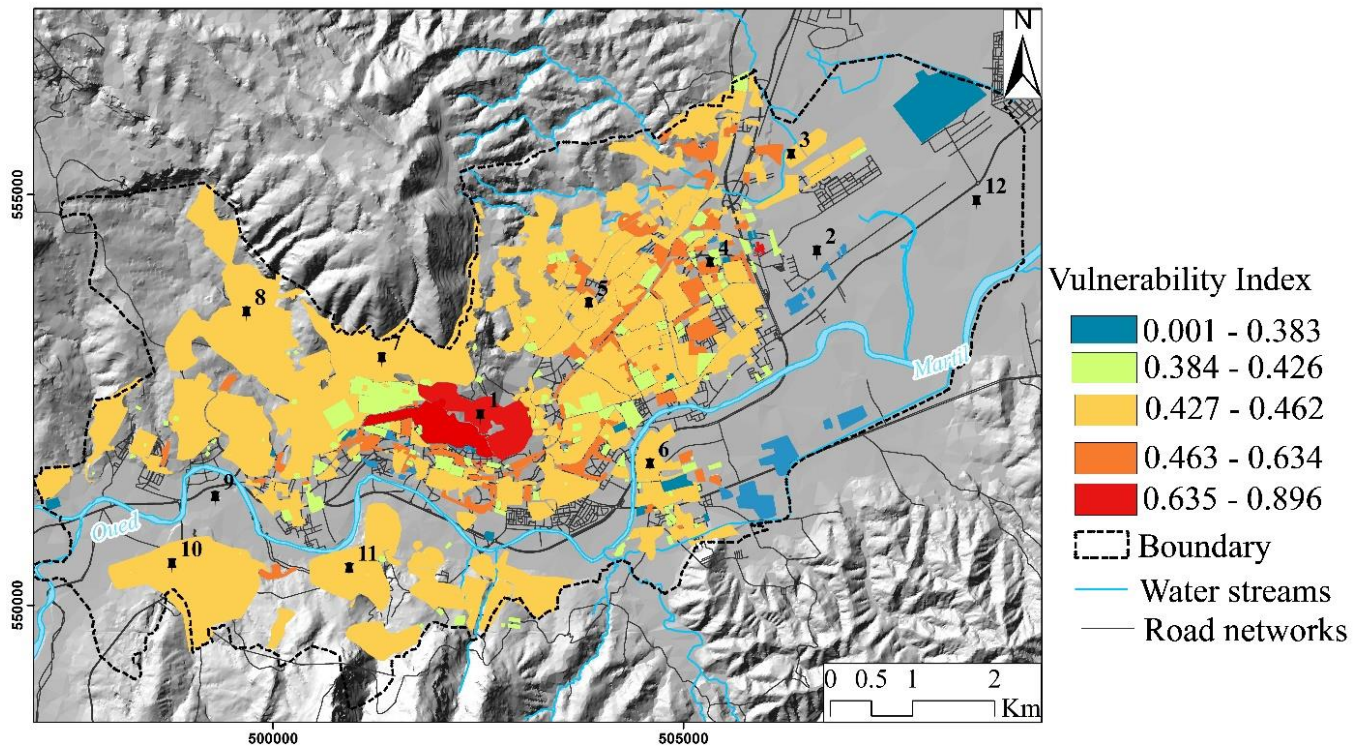 N
3
12
555000
2
4
5
8
7
1
Martil
6
9
Oued
10
11
550000
0 0.5 1 2
Km
500000
505000
Vulnerability Index
0.001 - 0.383
0.384 - 0.426
0.427 - 0.462
0.463 - 0.634
0.635 - 0.896
Boundary
Water streams
Road networks